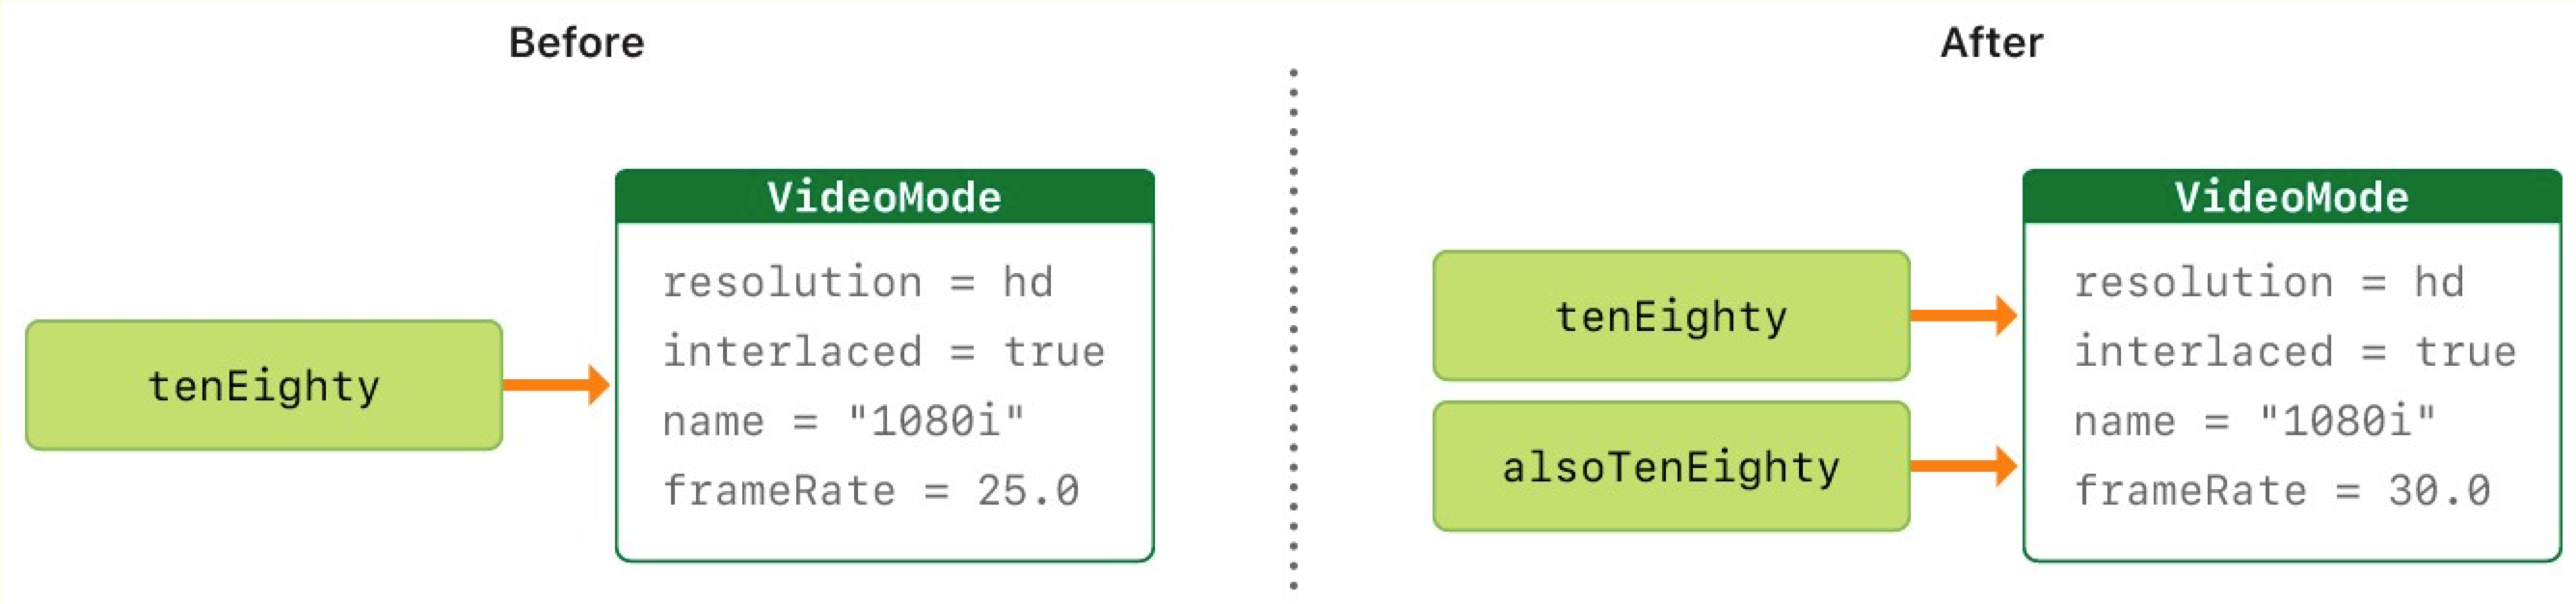 Before
VideoMode
tenEighty
resolution = hd
interlaced = true
name = "1080i"
frameRate = 25.0
After
tenEighty
alsoTenEighty
VideoMode
resolution = hd
interlaced = true
name = "1080i"
frameRate = 30.0